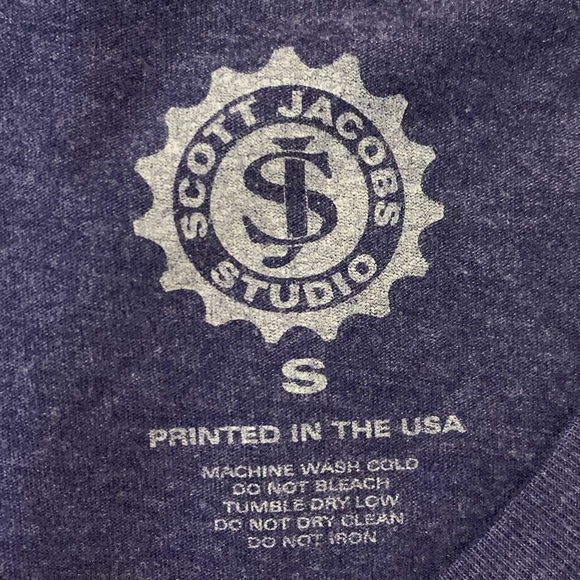 SCOTT JACOBS
SJ
STUDIO
S
PRINTED IN THE USA
MACHINE WASH COLD
DO NOT BLEACH
TUMBLE DRY LOW
DO NOT DRY CLEAN
DO NOT IRON